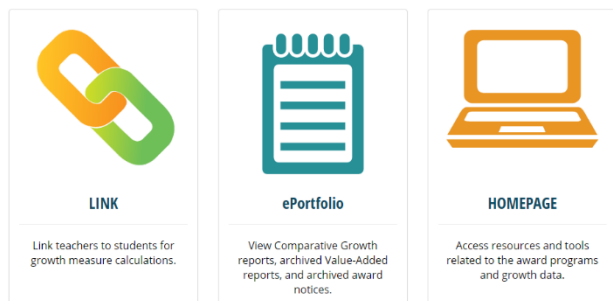 LINK
Link teachers to students for
growth measure calculations.
ePortfolio
View Comparative Growth
reports, archived Value-Added
reports, and archived award
notices.
HOMEPAGE
Access resources and tools
related to the award programs
and growth data.